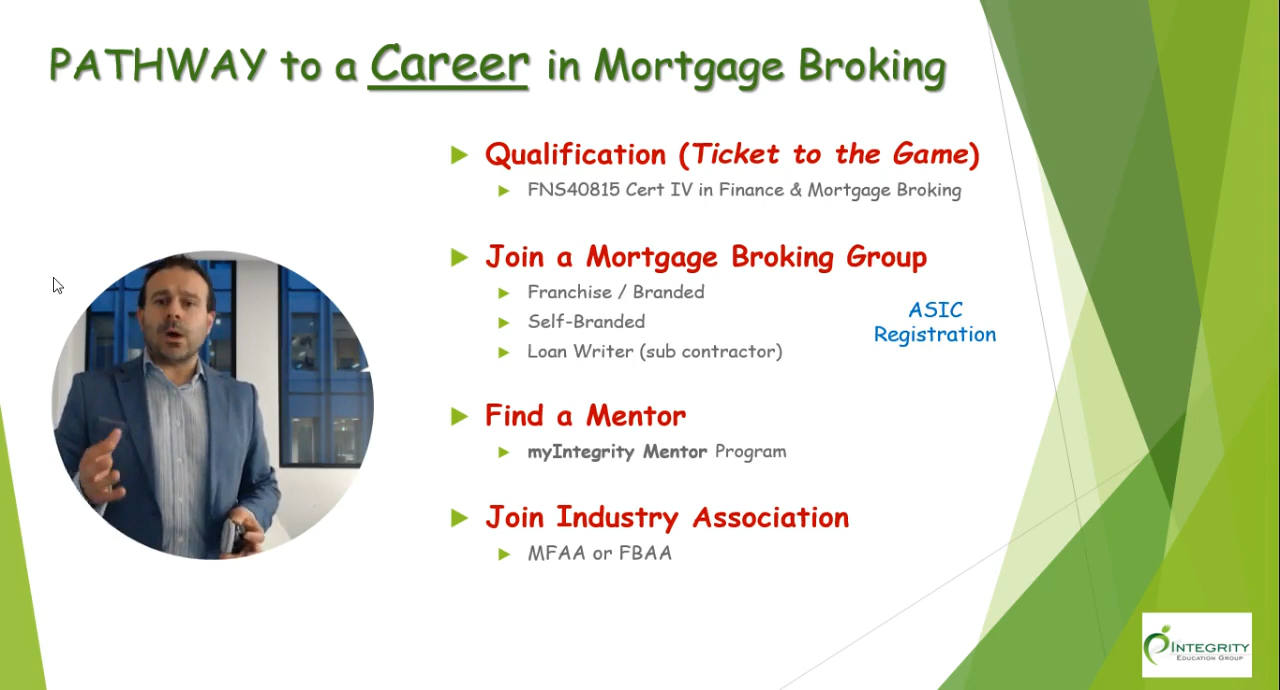 PATHWAY to a Career in Mortgage Broking
Qualification (Ticket to the Game)
FNS40815 Cert IV in Finance & Mortgage Broking
Join a Mortgage Broking Group
Franchise / Branded
Self-Branded
Loan Writer (sub contractor)
ASIC
Registration
Find a Mentor
myIntegrity Mentor Program
Join Industry Association
MFAA or FBAA
INTEGRITY
EDUCATION GROUP